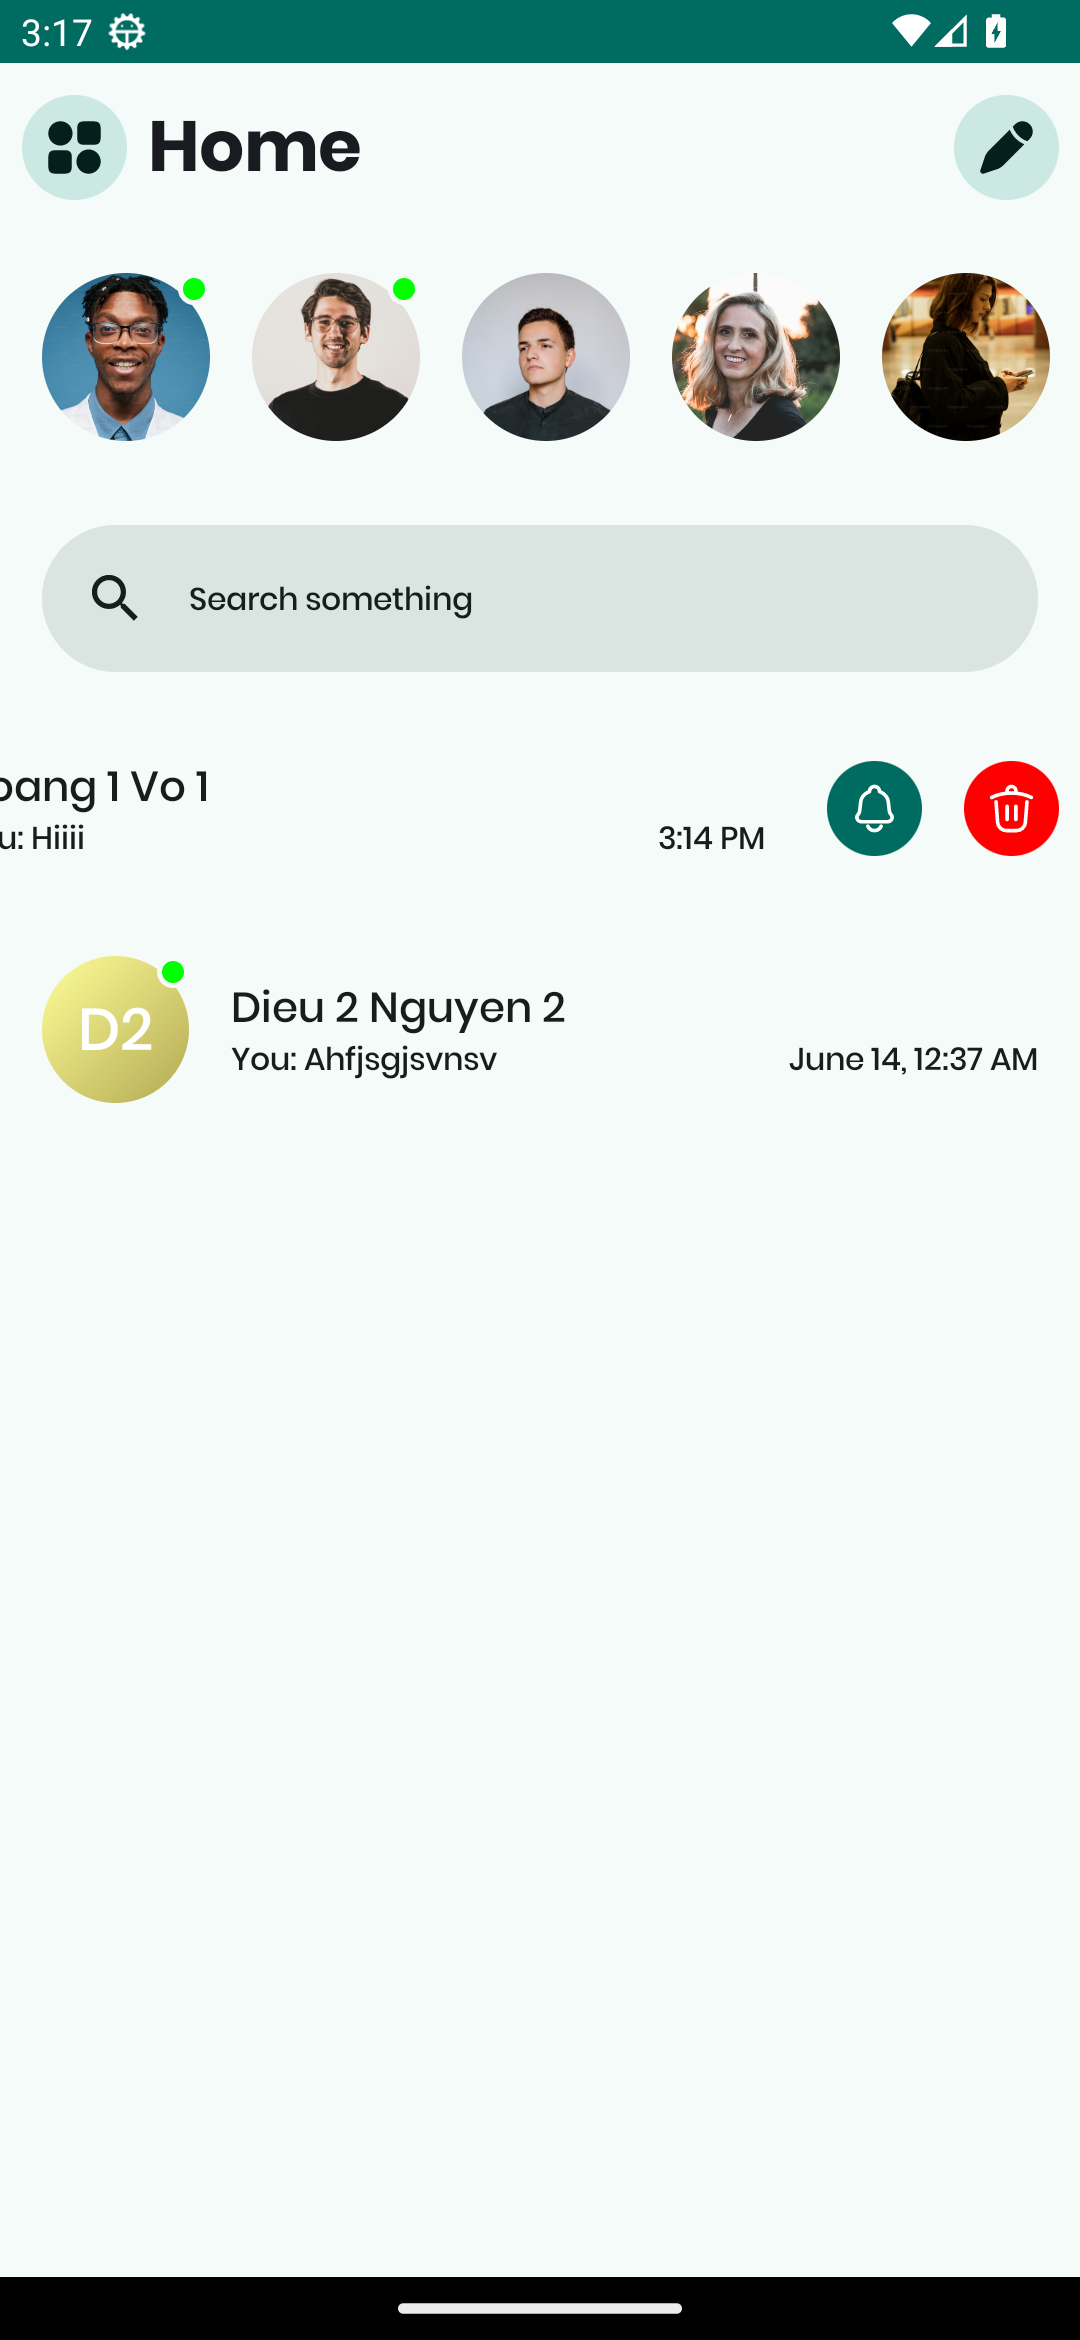 3:17
Home
Search something
oang 1 Vo 1
u: Hiiii
3:14 PM
D2
Dieu 2 Nguyen 2
You: Ahfjsgjsvnsv
June 14, 12:37 AM